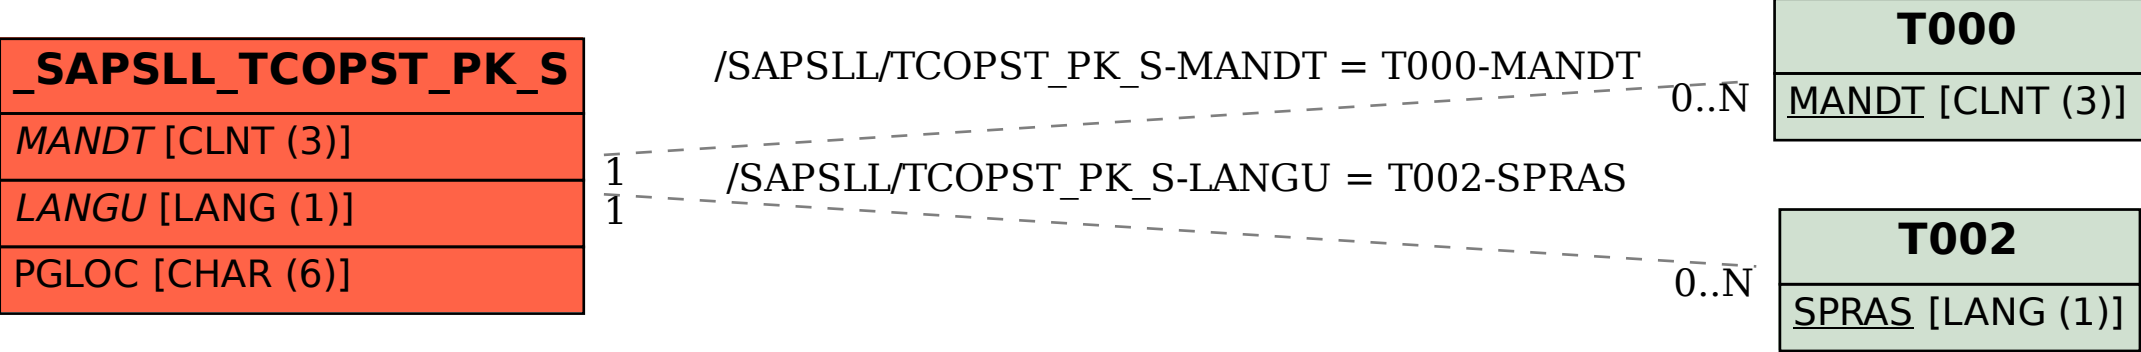 _SAPSLL_TCOPST_PK_S
MANDT [CLNT (3)]
LANGU [LANG (1)]
PGLOC [CHAR (6)]
/SAPSLL/TCOPST_PK_S-MANDT = T000-MANDT
0..N
1
/SAPSLL/TCOPST_PK_S-LANGU = T002-SPRAS
1
0..N
T000
MANDT [CLNT (3)]
T002
SPRAS [LANG (1)]